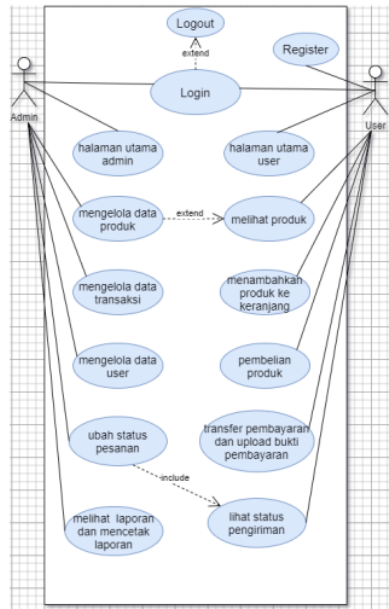 Logout
extend
Register
Login
Admin
User
halaman utama
admin
halaman utama
user
mengelola data
produk
extend
melihat produk
mengelola data
transaksi
menambahkan
produk ke
keranjang
mengelola data
user
pembelian
produk
ubah status
pesanan
transfer pembayaran
dan upload bukti
pembayaran
include
melihat laporan
dan mencetak
laporan
lihat status
pengiriman